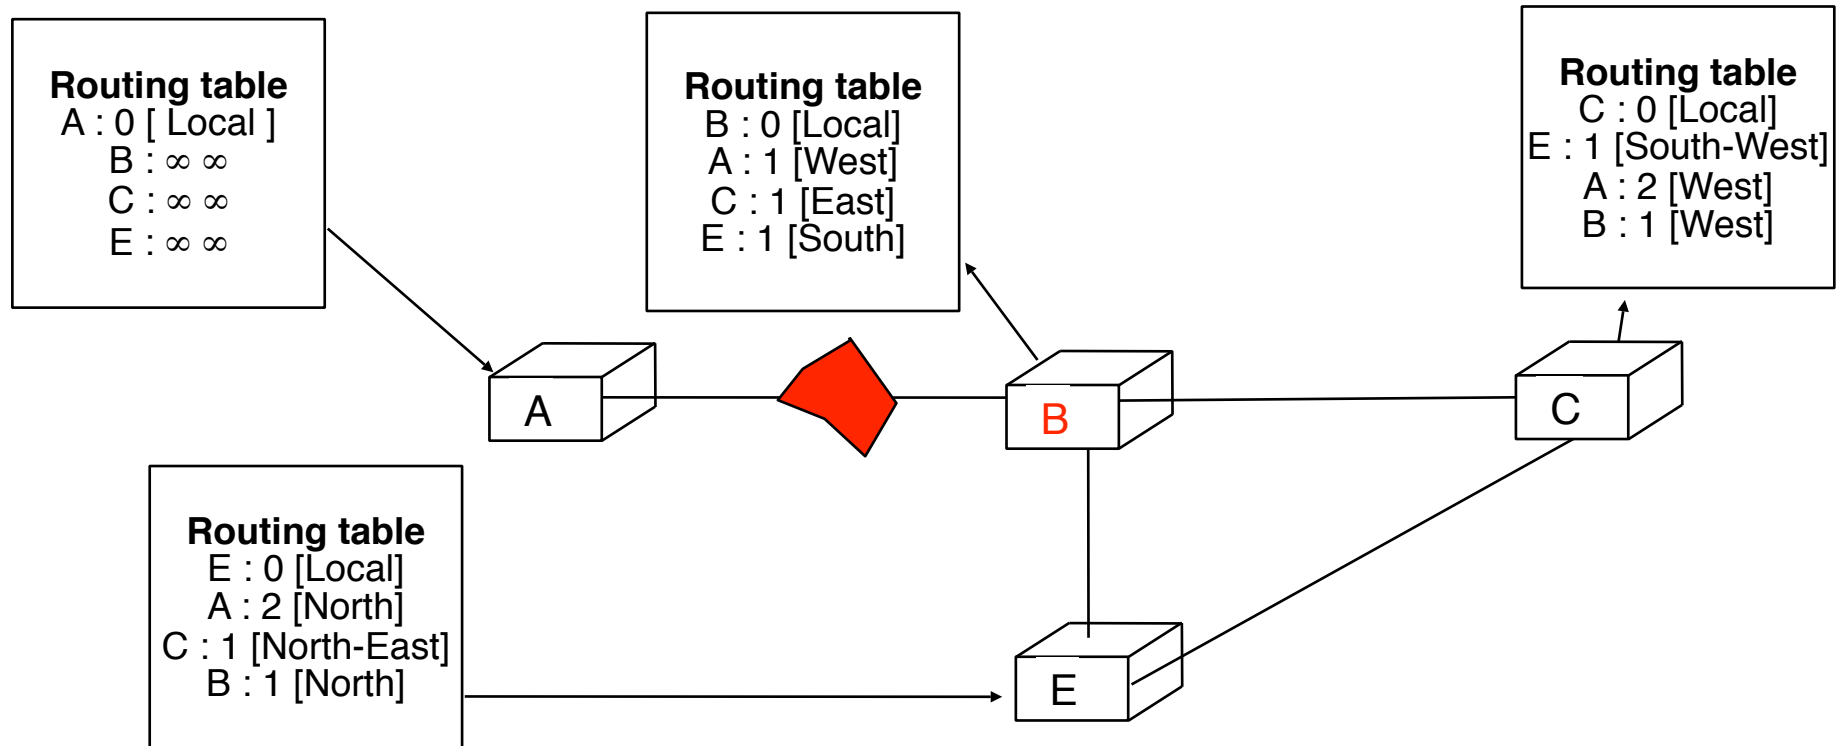 Routing table
A : 0 [ Local ]
B : ∞ ∞
C : ∞ ∞
E : ∞ ∞
Routing table
B : 0 [Local]
A : 1 [West]
C : 1 [East]
E : 1 [South]
Routing table
C : 0 [Local]
E : 1 [South-West]
A : 2 [West]
B : 1 [West]
A
B
C
Routing table
E : 0 [Local]
A : 2 [North]
C : 1 [North-East]
B : 1 [North]
E